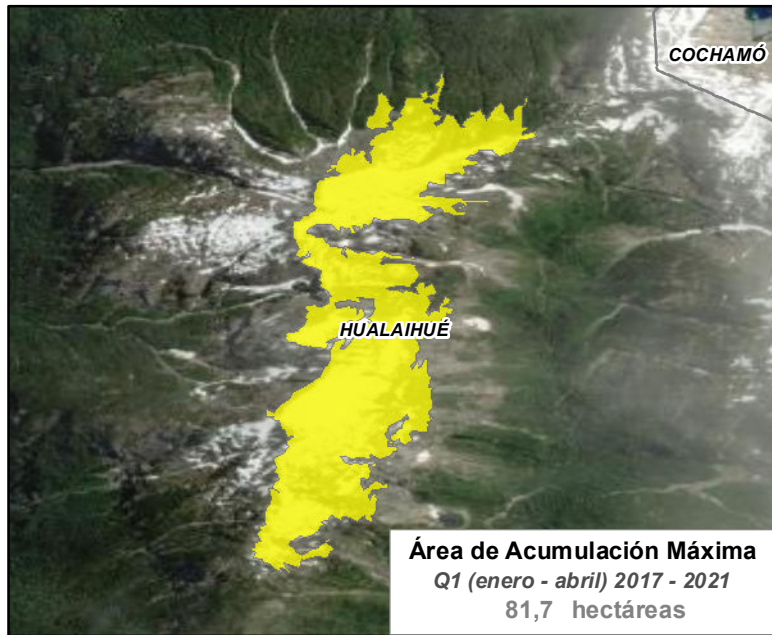 COCHAMÓ
HUALAIHUÉ
Área de Acumulación Máxima
Q1 (enero - abril) 2017 - 2021
81,7 hectáreas